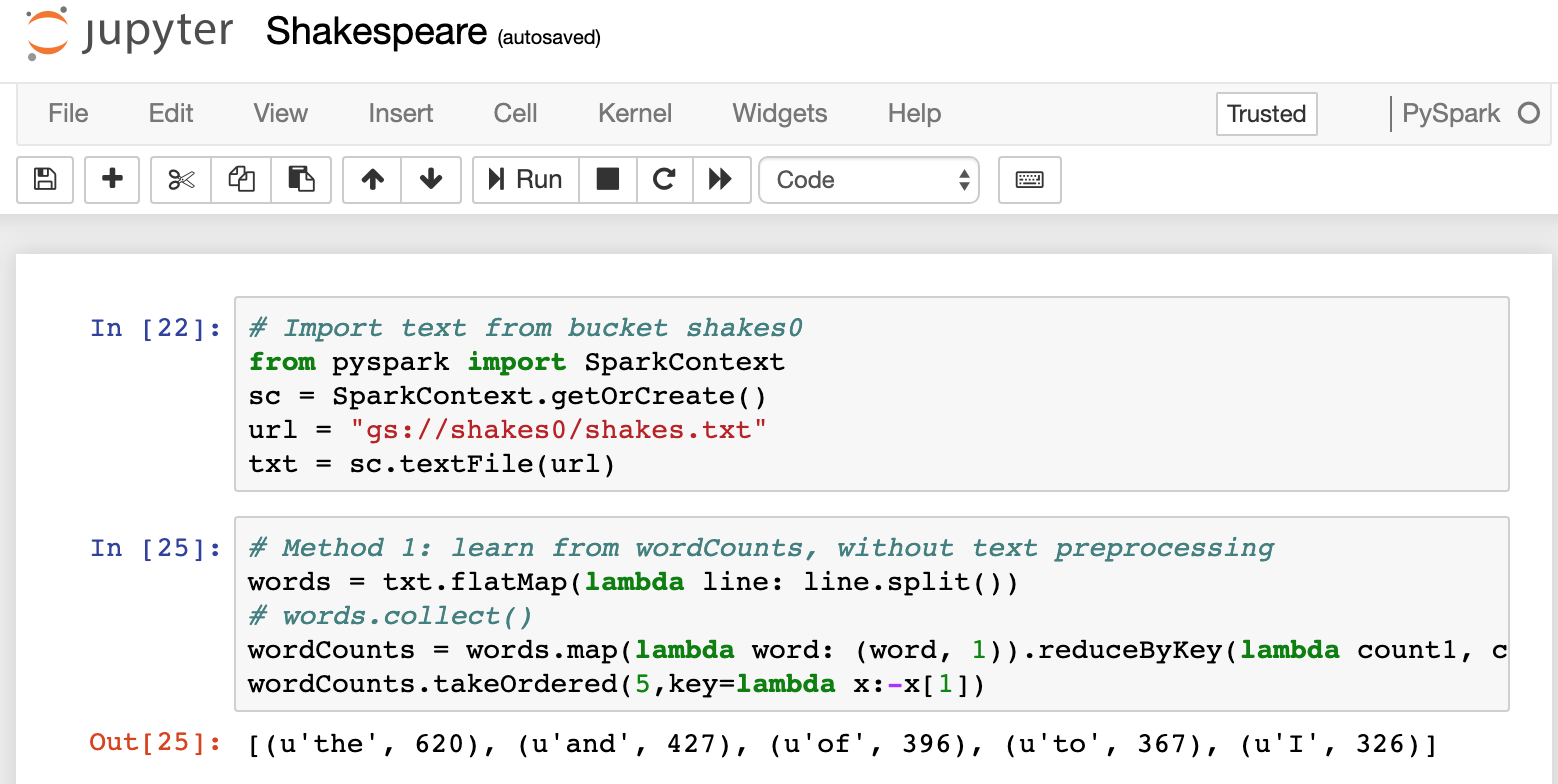 jupyter Shakespeare (autosaved)
File Edit View Insert Cell Kernel Widgets Help Trusted PySpark
Run Code
In [22]: # Import text from bucket shakes0
from pyspark import SparkContext
sc = SparkContext.getOrCreate()
url = "gs://shakes0/shakes.txt"
txt = sc.textFile(url)
In [25]: # Method 1: learn from wordCounts, without text preprocessing
words = txt.flatMap(lambda line: line.split())
# words.collect()
wordCounts = words.map(lambda word: (word, 1)).reduceByKey(lambda count1, c
wordCounts.takeOrdered(5,key=lambda x:-x[1])
Out[25]: [(u'the', 620), (u'and', 427), (u'of', 396), (u'to', 367), (u'I', 326)]